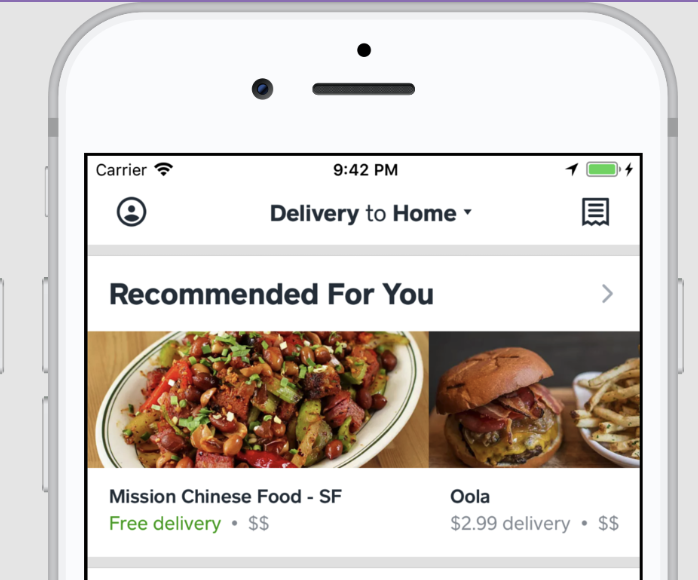 Carrier
9:42 PM
Delivery to Home
Recommended For You
Mission Chinese Food - SF
Free delivery • $$
Oola
$2.99 delivery • $$